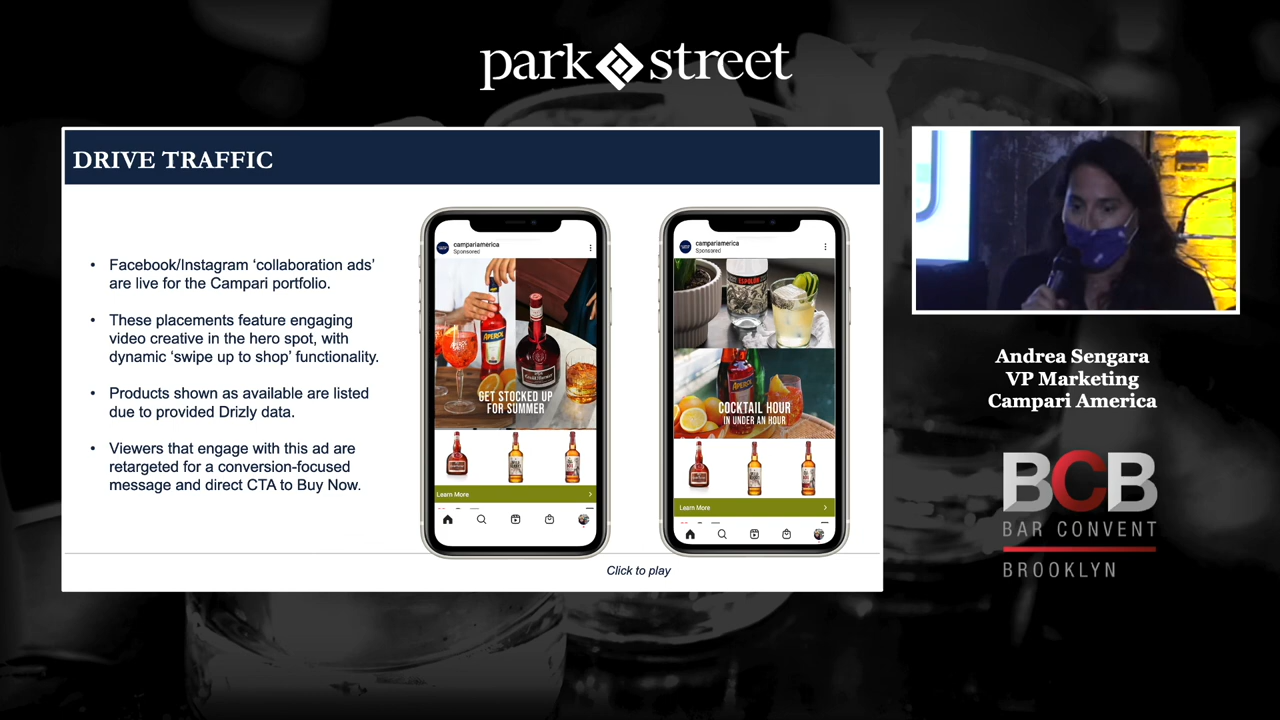 park street
DRIVE TRAFFIC
• Facebook/Instagram ‘collaboration ads’
are live for the Campari portfolio.
• These placements feature engaging
video creative in the hero spot, with
dynamic ‘swipe up to shop’ functionality.
• Products shown as available are listed
due to provided Drizly data.
• Viewers that engage with this ad are
retargeted for a conversion-focused
message and direct CTA to Buy Now.
campariamerica
Sponsored
APEROL
GET STOCKED UP
FOR SUMMER
Learn More
campariamerica
Sponsored
ESPOLÒN
APEROL
COCKTAIL HOUR
IN UNDER AN HOUR
Learn More
Click to play
Andrea Sengara
VP Marketing
Campari America
BCB
BAR CONVENT
BROOKLYN